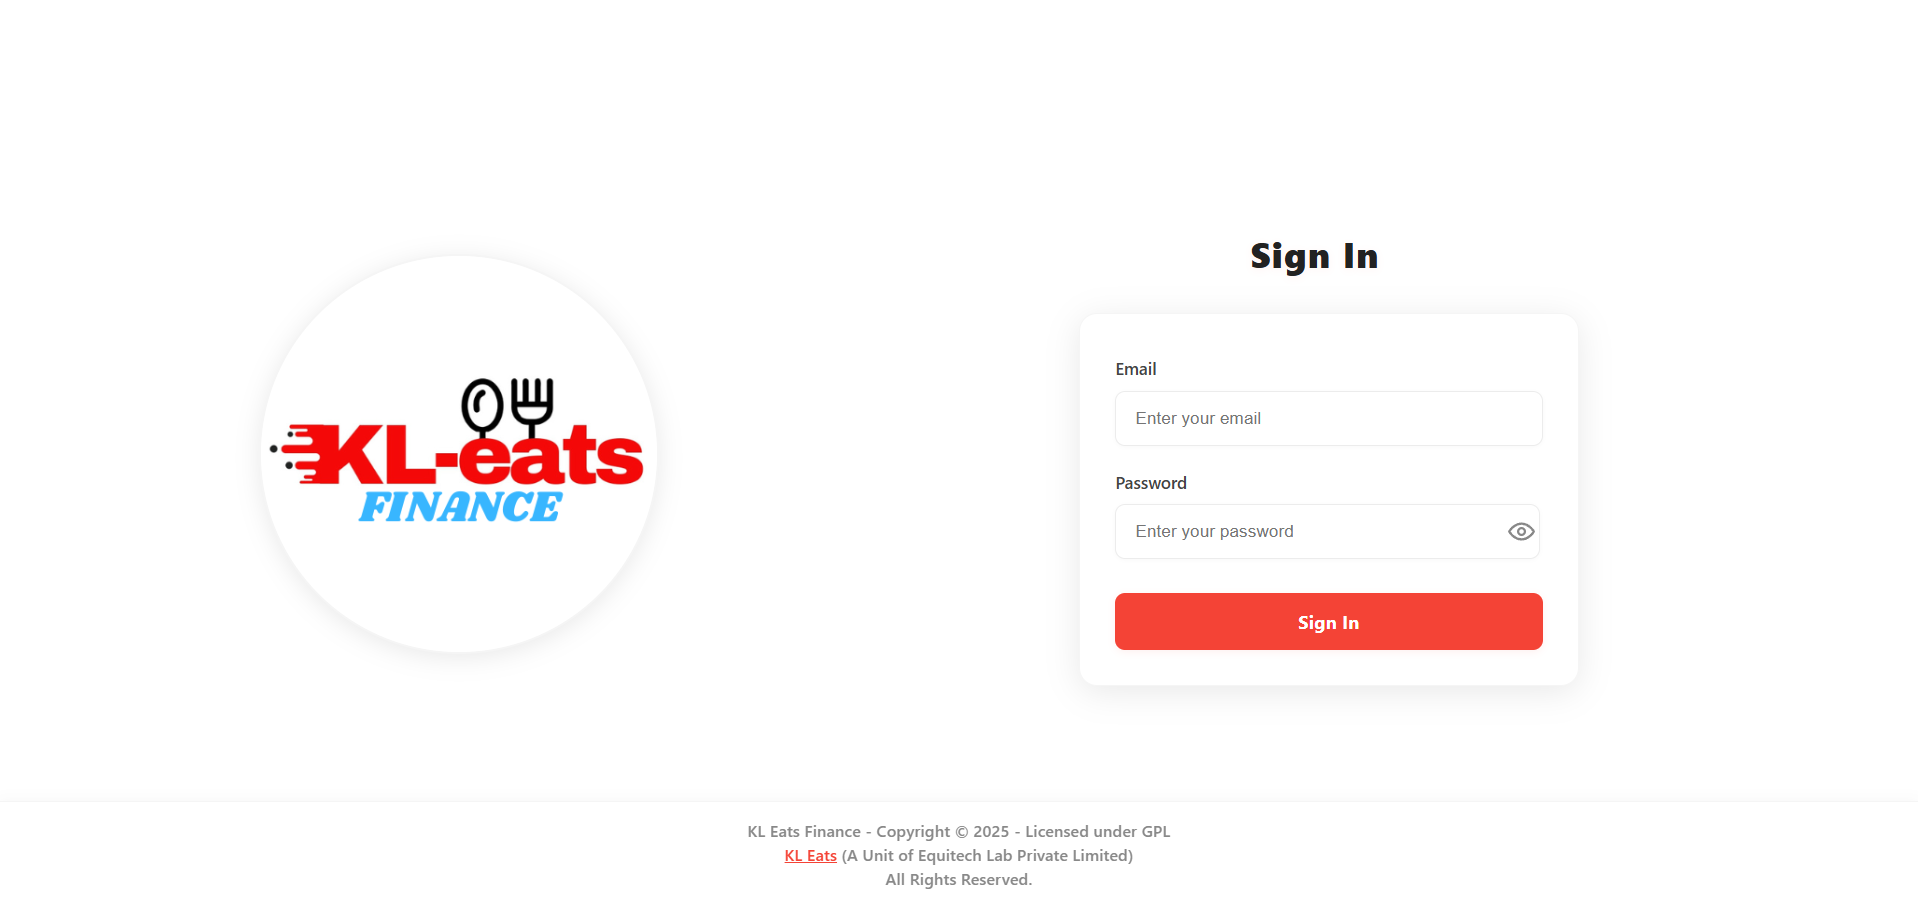 KL-eats
FINANCE
Sign In
Email
Enter your email
Password
Enter your password
Sign In
KL Eats Finance - Copyright © 2025 - Licensed under GPL
KL Eats (A Unit of Equitech Lab Private Limited)
All Rights Reserved.